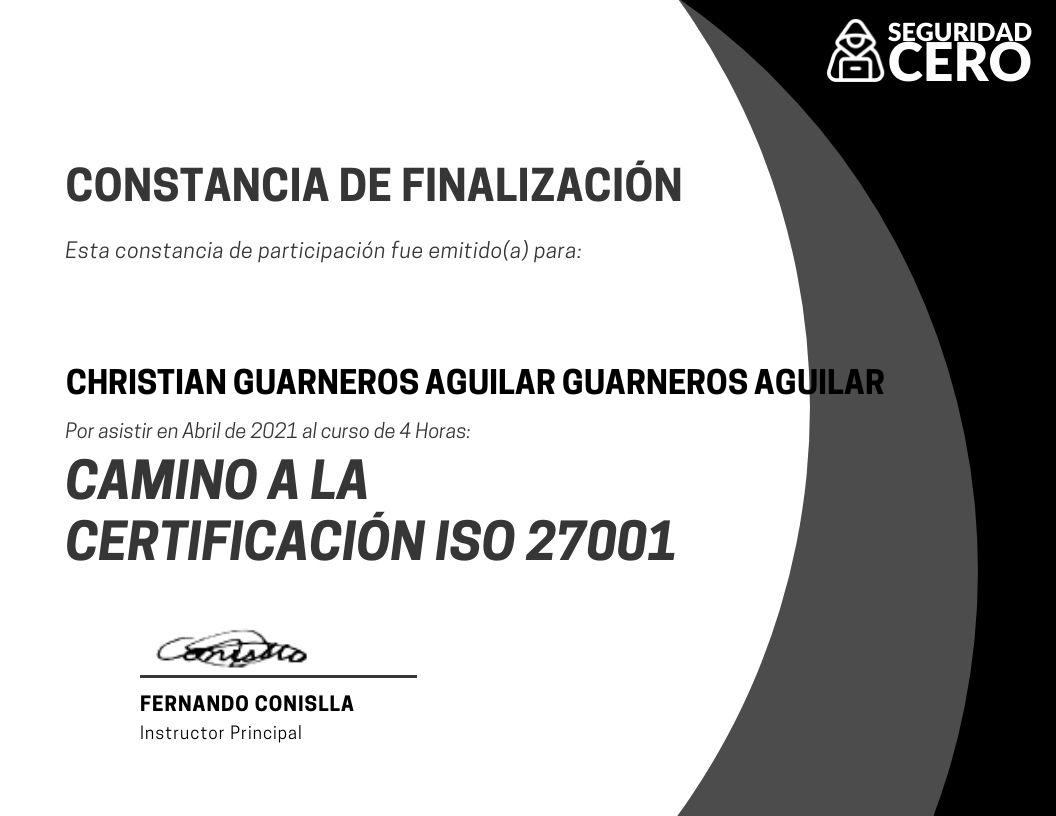 SEGURIDAD
CERO
CONSTANCIA DE FINALIZACIÓN
Esta constancia de participación fue emitido(a) para:
CHRISTIAN GUARNEROS AGUILAR GUARNEROS AGUILAR
Por asistir en Abril de 2021 al curso de 4 Horas:
CAMINO A LA
CERTIFICACIÓN ISO 27001
Conislla
FERNANDO CONISLLA
Instructor Principal